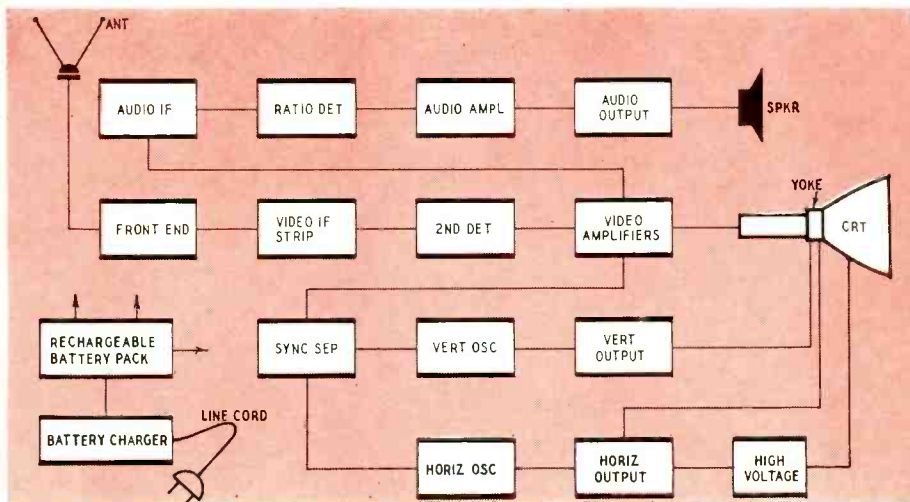 ANT
AUDIO IF
RATIO DET
AUDIO AMPL
AUDIO
OUTPUT
SPKR
YOKE
FRONT END
VIDEO IF
STRIP
2ND DET
VIDEO
AMPLIFIERS
CRT
RECHARGEABLE
BATTERY PACK
SYNC SEP
VERT OSC
VERT
OUTPUT
LINE CORD
BATTERY CHARGER
HORIZ OSC
HORIZ
OUTPUT
HIGH
VOLTAGE